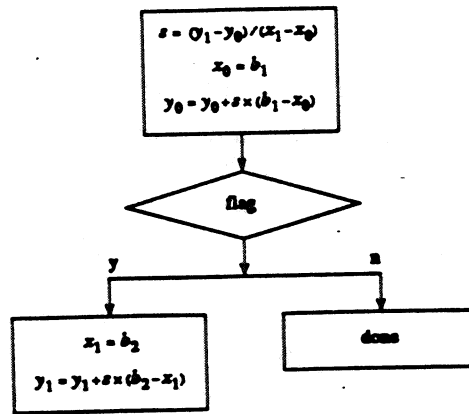 s = (y₁−y₀)/(x₁−x₀)
x₀ = b₁
y₀ = y₀+s×(b₁−x₀)
flag
y
n
x₁ = b₂
y₁ = y₁+s×(b₂−x₁)
done